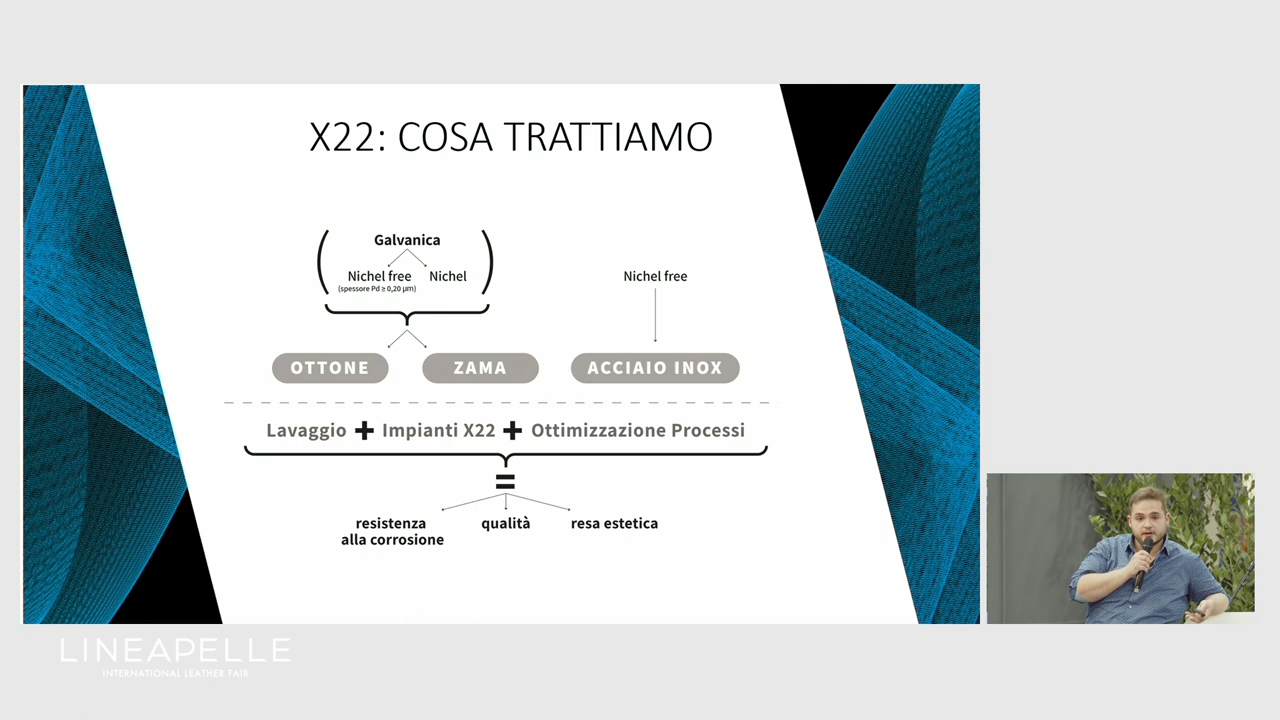 X22: COSA TRATTIAMO
Galvanica
Nichel free
Nichel
(spessore Pd ≥ 0,20 µm)
Nichel free
OTTONE
ZAMA
ACCIAIO INOX
Lavaggio + Impianti X22 + Ottimizzazione Processi
=
resistenza
alla corrosione
qualità
resa estetica
LINEAPELLE
INTERNATIONAL LEATHER FAIR